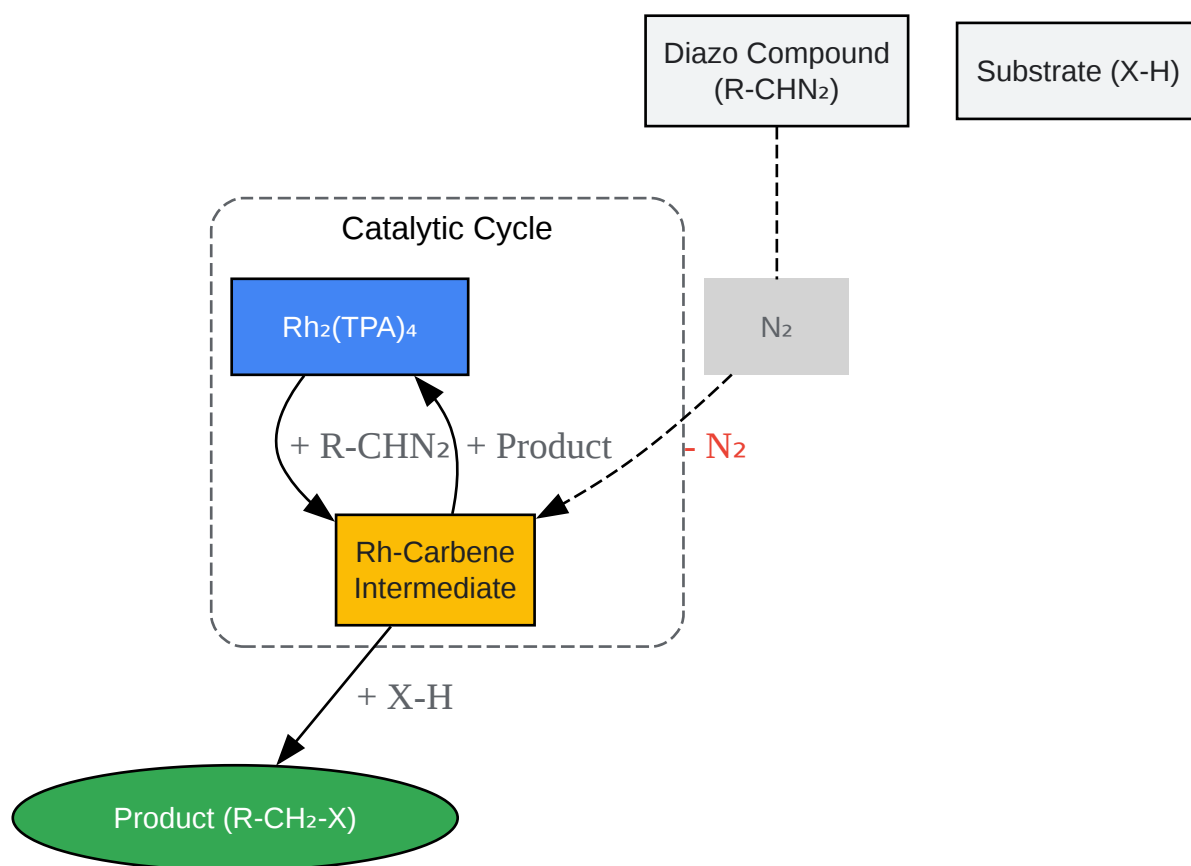 Diazo Compound
(R-CHN₂)
Substrate (X-H)
Catalytic Cycle
Rh₂(TPA)₄
N₂
+ R-CHN₂
+ Product
- N₂
Rh-Carbene
Intermediate
+ X-H
Product (R-CH₂-X)